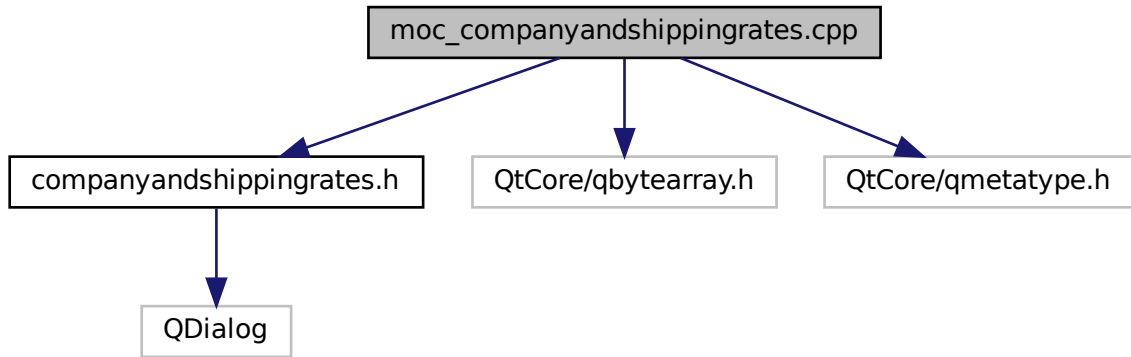 moc_companyandshippingrates.cpp
companyandshippingrates.h
QtCore/qbytearray.h
QtCore/qmetatype.h
QDialog